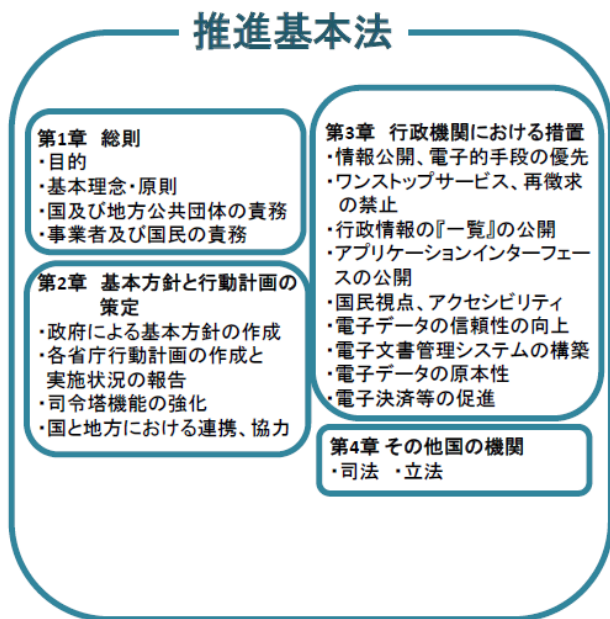 推進基本法
第1章 総則
・目的
・基本理念・原則
・国及び地方公共団体の責務
・事業者及び国民の責務
第2章 基本方針と行動計画の
策定
・政府による基本方針の作成
・各省庁行動計画の作成と
実施状況の報告
・司令塔機能の強化
・国と地方における連携、協力
第3章 行政機関における措置
・情報公開、電子的手段の優先
・ワンストップサービス、再徴求
の禁止
・行政情報の『一覧』の公開
・アプリケーションインターフェー
スの公開
・国民視点、アクセシビリティ
・電子データの信頼性の向上
・電子文書管理システムの構築
・電子データの原本性
・電子決済等の促進
第4章 その他国の機関
・司法 ・立法